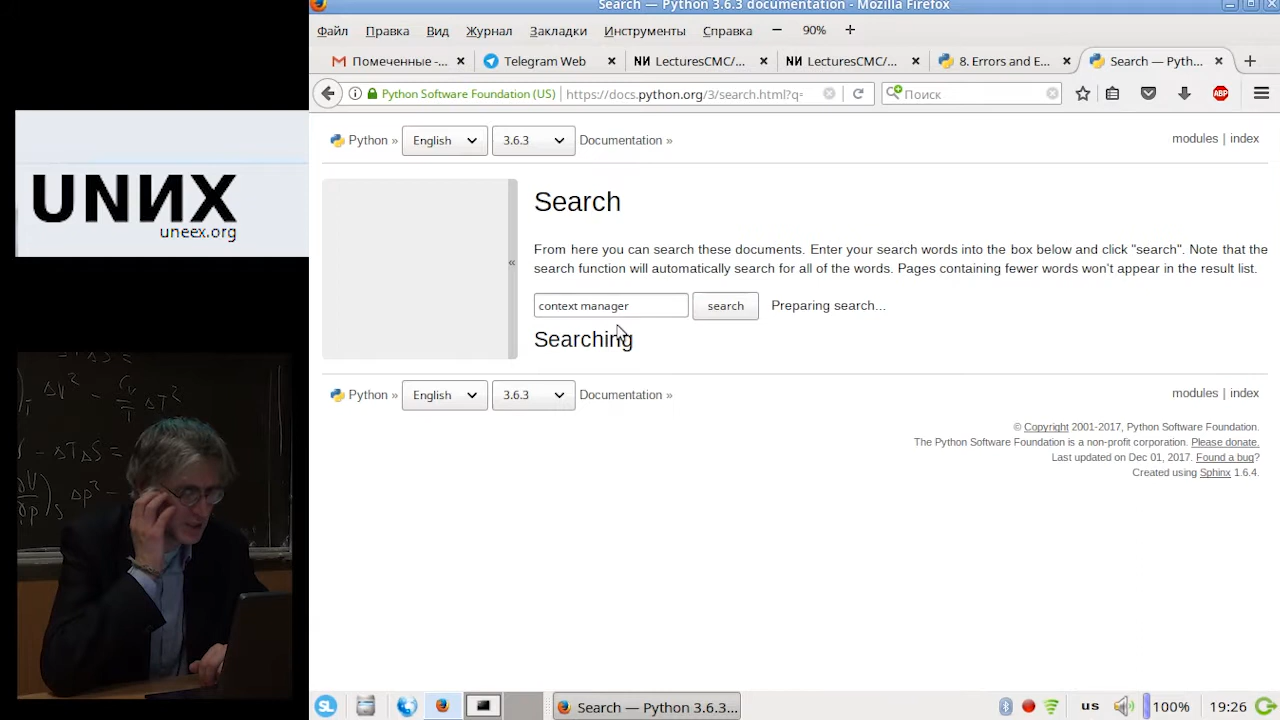 Search — Python 3.6.3 documentation - Mozilla Firefox
Файл Правка Вид Журнал Закладки Инструменты Справка − 90% +
Помеченные -... × Telegram Web × LecturesCMC/... × LecturesCMC/... × 8. Errors and E... × Search — Pyth... × +
Python Software Foundation (US) https://docs.python.org/3/search.html?q= Поиск ABP
Python » English 3.6.3 Documentation » modules | index
UNИX
uneex.org
«
Search
From here you can search these documents. Enter your search words into the box below and click "search". Note that the
search function will automatically search for all of the words. Pages containing fewer words won't appear in the result list.
context manager search Preparing search...
Searching
Python » English 3.6.3 Documentation » modules | index
© Copyright 2001-2017, Python Software Foundation.
The Python Software Foundation is a non-profit corporation. Please donate.
Last updated on Dec 01, 2017. Found a bug?
Created using Sphinx 1.6.4.
SL Search — Python 3.6.3... us 100% 19:26